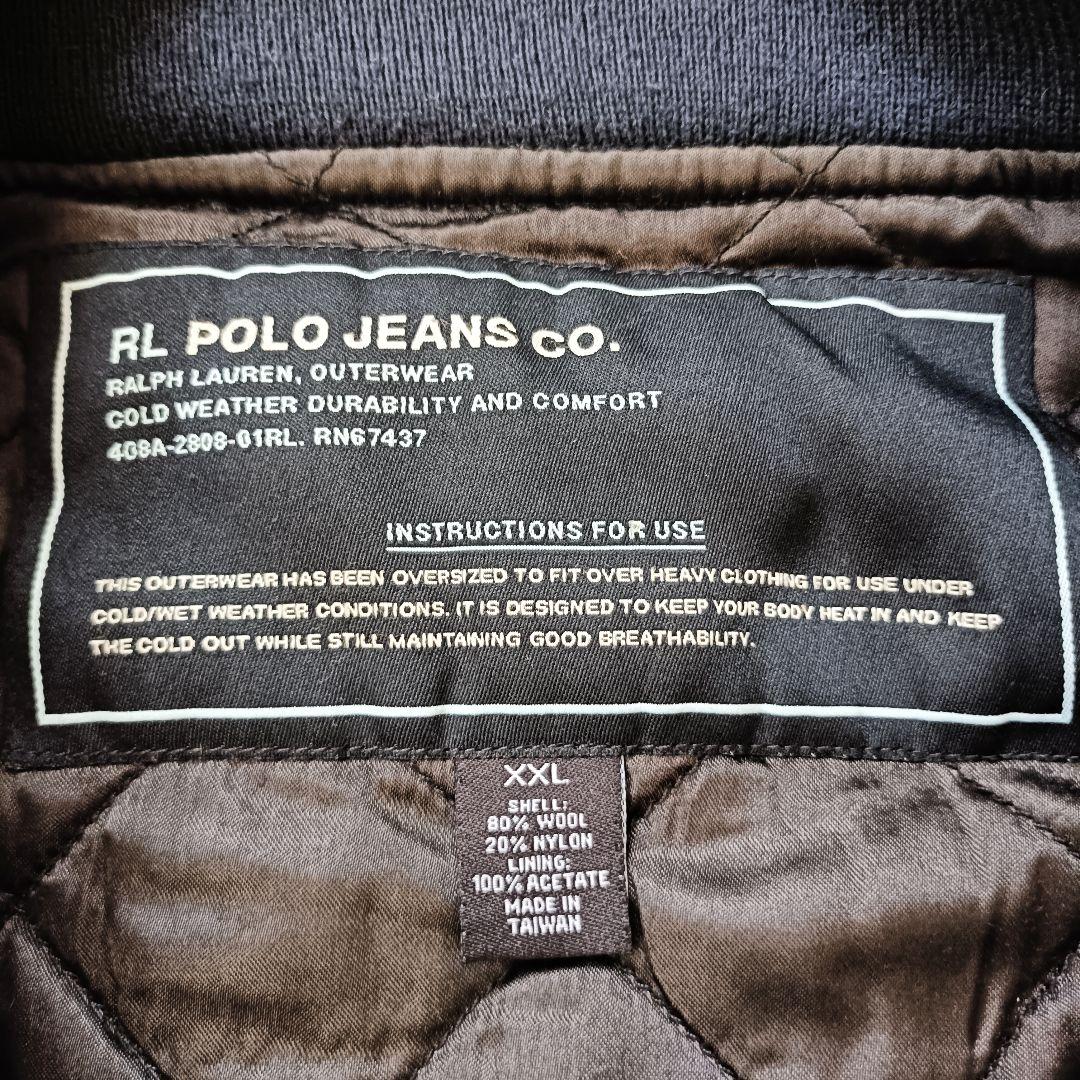 RL POLO JEANS CO.
RALPH LAUREN, OUTERWEAR
COLD WEATHER DURABILITY AND COMFORT
408A-2808-01RL. RN67437
INSTRUCTIONS FOR USE
THIS OUTERWEAR HAS BEEN OVERSIZED TO FIT OVER HEAVY CLOTHING FOR USE UNDER
COLD/WET WEATHER CONDITIONS. IT IS DESIGNED TO KEEP YOUR BODY HEAT IN AND KEEP
THE COLD OUT WHILE STILL MAINTAINING GOOD BREATHABILITY.
XXL
SHELL:
80% WOOL
20% NYLON
LINING:
100% ACETATE
MADE IN
TAIWAN